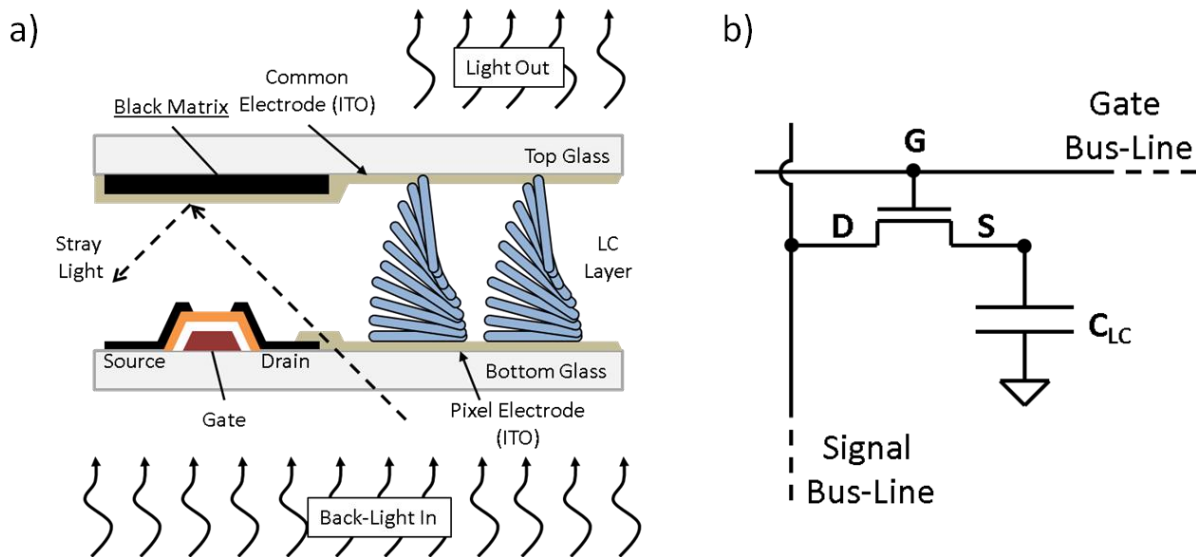 a)
Light Out
Common
Electrode (ITO)
Black Matrix
Top Glass
Stray
Light
LC
Layer
Source
Drain
Bottom Glass
Gate
Pixel Electrode
(ITO)
Back-Light In
b)
Gate
Bus-Line
G
D
S
C_LC
Signal
Bus-Line